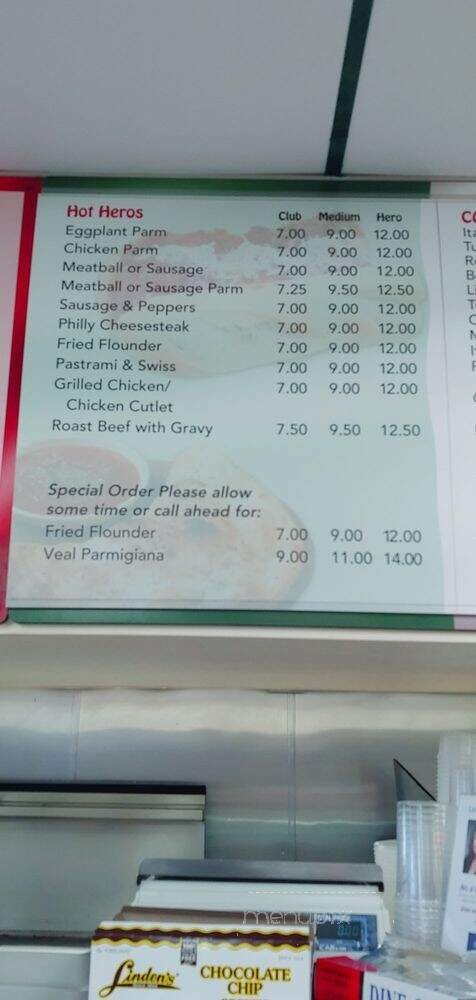 Hot Heros Club Medium Hero
Eggplant Parm 7.00 9.00 12.00
Chicken Parm 7.00 9.00 12.00
Meatball or Sausage 7.00 9.00 12.00
Meatball or Sausage Parm 7.25 9.50 12.50
Sausage & Peppers 7.00 9.00 12.00
Philly Cheesesteak 7.00 9.00 12.00
Fried Flounder 7.00 9.00 12.00
Pastrami & Swiss 7.00 9.00 12.00
Grilled Chicken/ 7.00 9.00 12.00
Chicken Cutlet
Roast Beef with Gravy 7.50 9.50 12.50
Special Order Please allow
some time or call ahead for:
Fried Flounder 7.00 9.00 12.00
Veal Parmigiana 9.00 11.00 14.00
menupix
Linden's
CHOCOLATE
CHIP